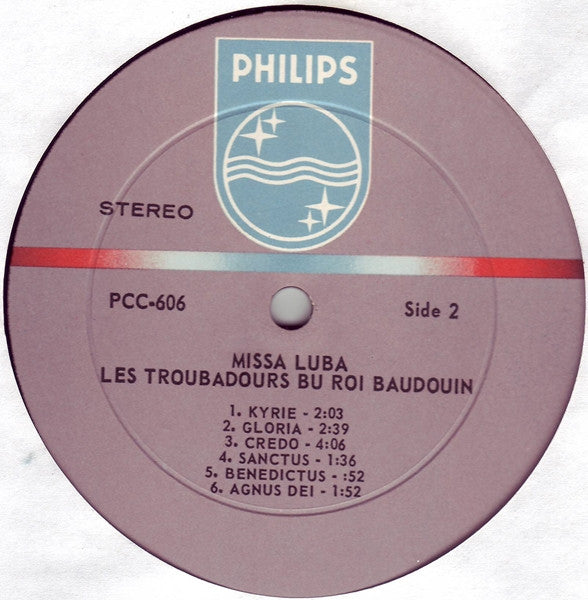 PHILIPS
STEREO
PCC-606
Side 2
MISSA LUBA
LES TROUBADOURS BU ROI BAUDOUIN
1. KYRIE - 2:03
2. GLORIA - 2:39
3. CREDO - 4:06
4. SANCTUS - 1:36
5. BENEDICTUS - :52
6. AGNUS DEI - 1:52